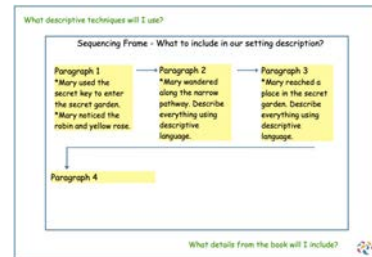 What descriptive techniques will I use?
Sequencing Frame - What to include in our setting description?
Paragraph 1
*Mary used the
secret key to enter
the secret garden.
*Mary noticed the
robin and yellow rose.
Paragraph 2
*Mary wandered
along the narrow
pathway. Describe
everything using
descriptive
language.
Paragraph 3
*Mary reached a
place in the secret
garden. Describe
everything using
descriptive
language.
Paragraph 4
What details from the book will I include?